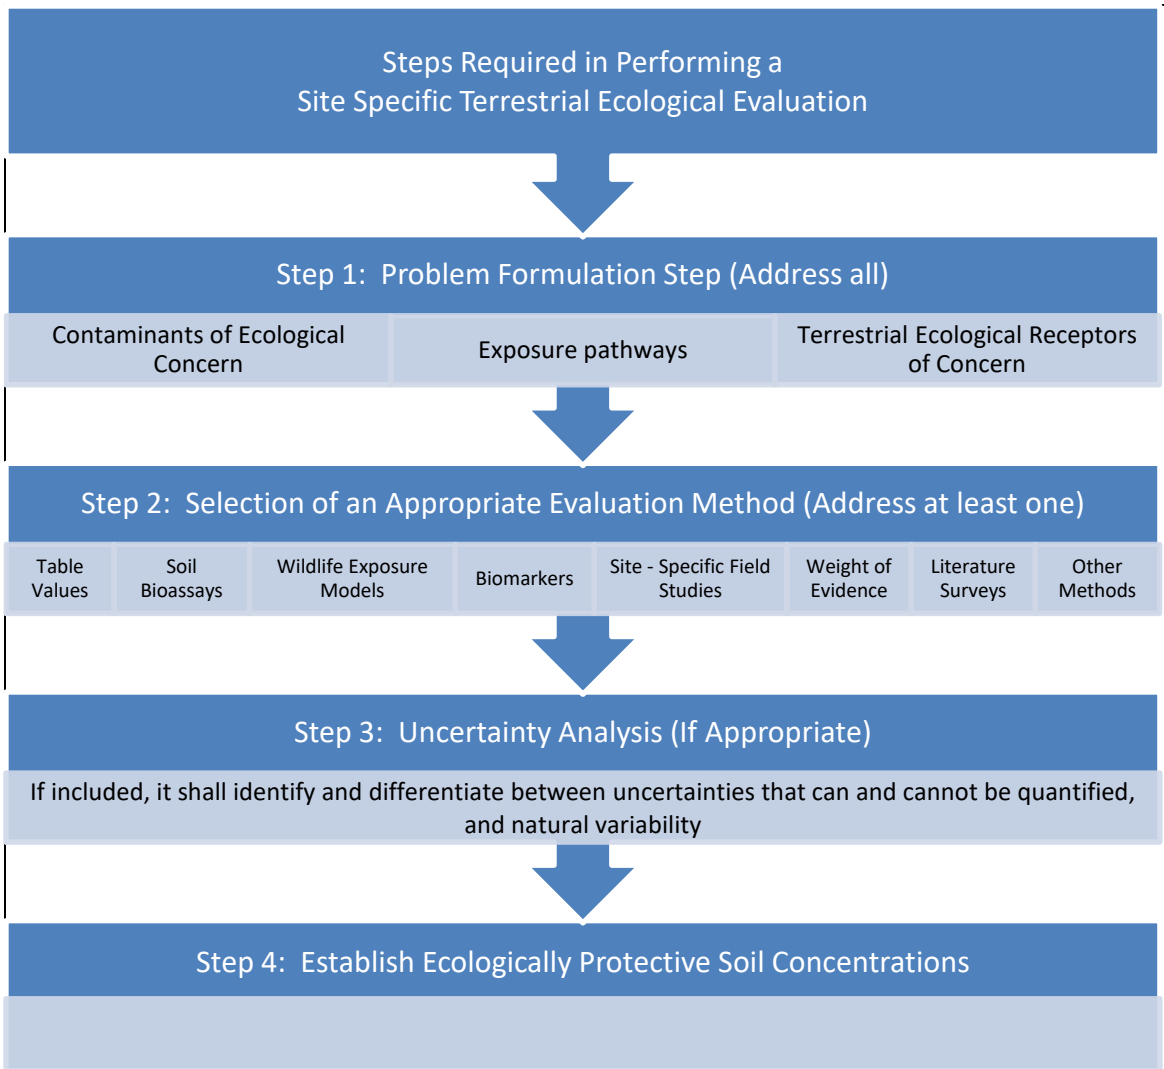 Steps Required in Performing a
Site Specific Terrestrial Ecological Evaluation
Step 1:  Problem Formulation Step (Address all)
Contaminants of Ecological
Concern
Exposure pathways
Terrestrial Ecological Receptors
of Concern
Step 2:  Selection of an Appropriate Evaluation Method (Address at least one)
Table
Values
Soil
Bioassays
Wildlife Exposure
Models
Biomarkers
Site - Specific Field
Studies
Weight of
Evidence
Literature
Surveys
Other
Methods
Step 3:  Uncertainty Analysis (If Appropriate)
If included, it shall identify and differentiate between uncertainties that can and cannot be quantified,
and natural variability
Step 4:  Establish Ecologically Protective Soil Concentrations